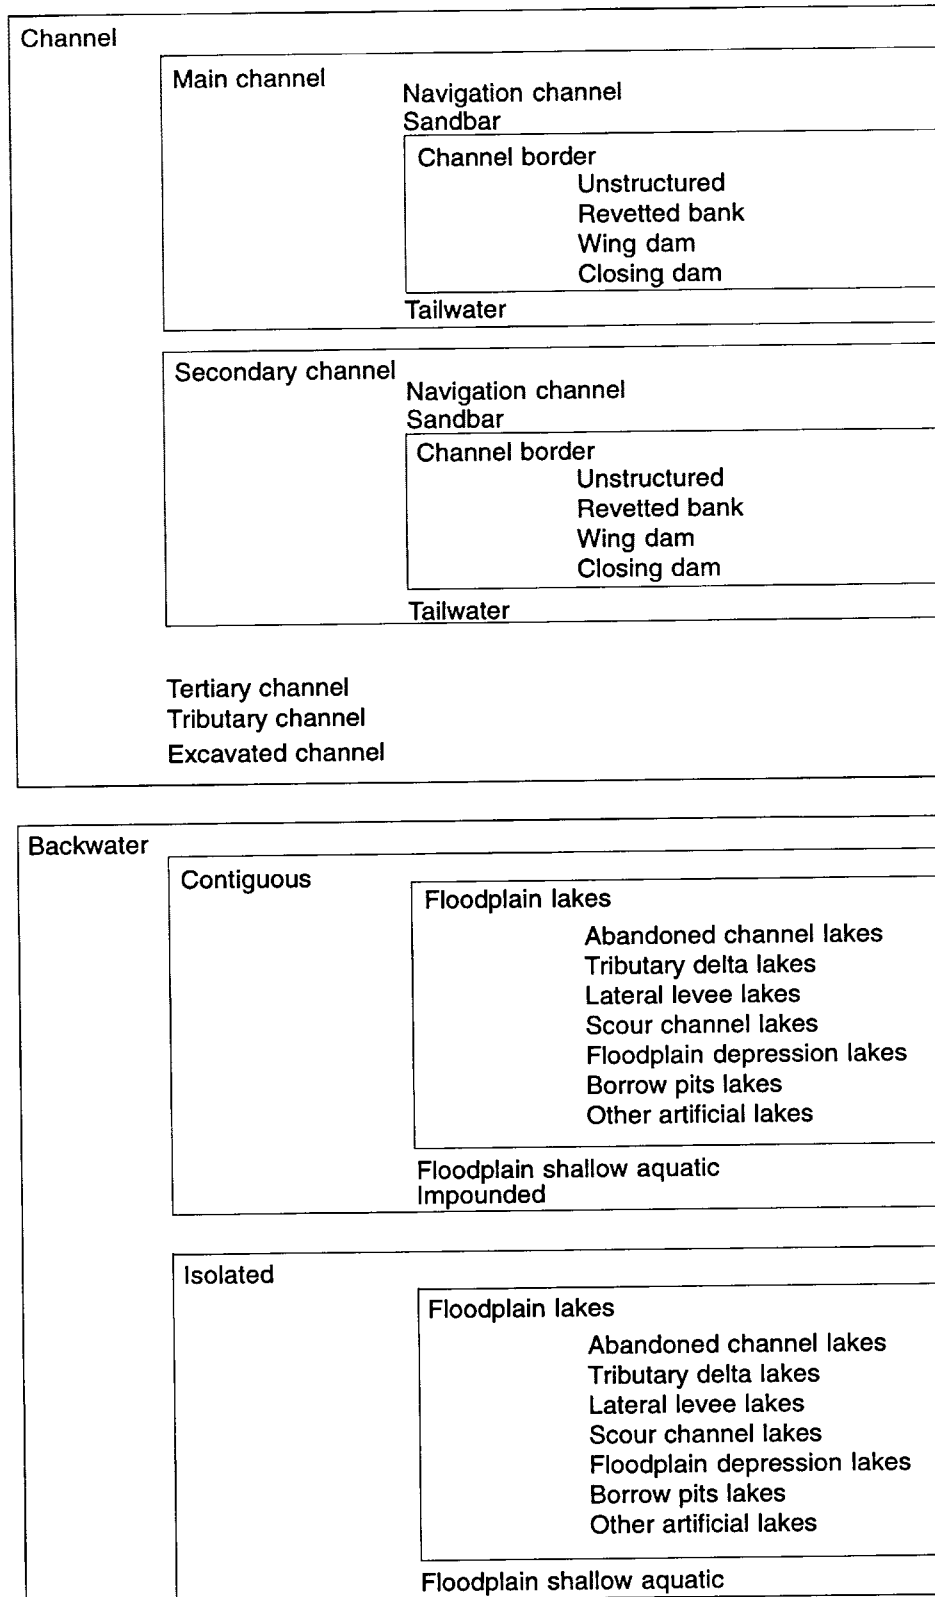 Channel
Main channel
Navigation channel
Sandbar
Channel border
Unstructured
Revetted bank
Wing dam
Closing dam
Tailwater
Secondary channel
Navigation channel
Sandbar
Channel border
Unstructured
Revetted bank
Wing dam
Closing dam
Tailwater
Tertiary channel
Tributary channel
Excavated channel
Backwater
Contiguous
Floodplain lakes
Abandoned channel lakes
Tributary delta lakes
Lateral levee lakes
Scour channel lakes
Floodplain depression lakes
Borrow pits lakes
Other artificial lakes
Floodplain shallow aquatic
Impounded
Isolated
Floodplain lakes
Abandoned channel lakes
Tributary delta lakes
Lateral levee lakes
Scour channel lakes
Floodplain depression lakes
Borrow pits lakes
Other artificial lakes
Floodplain shallow aquatic